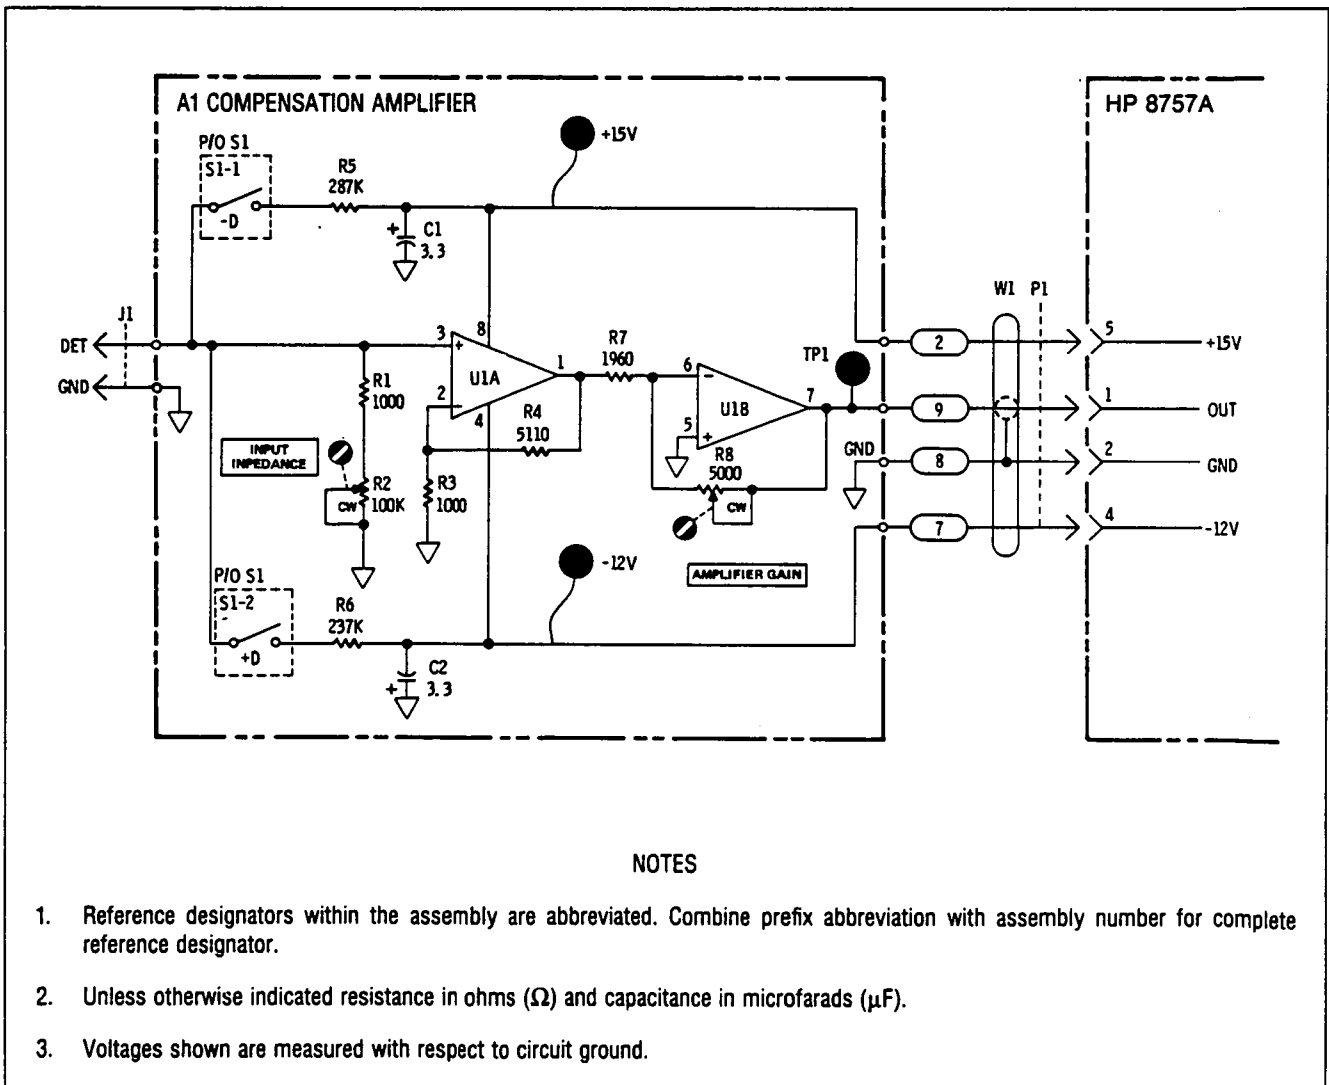 A1 COMPENSATION AMPLIFIER
HP 8757A
P/O S1
S1-1
-D
R5
287K
+15V
+
C1
3.3
J1
DET
GND
R1
1000
INPUT
IMPEDANCE
R2
100K
CW
3
+
8
U1A
1
2
-
4
R4
5110
R3
1000
R7
1960
6
-
U1B
7
5
+
R8
5000
CW
AMPLIFIER GAIN
TP1
GND
2
9
8
7
W1
P1
5
+15V
1
OUT
2
GND
4
-12V
-12V
P/O S1
S1-2
+D
R6
237K
C2
+
3.3
NOTES
1. Reference designators within the assembly are abbreviated. Combine prefix abbreviation with assembly number for complete
reference designator.
2. Unless otherwise indicated resistance in ohms (Ω) and capacitance in microfarads (µF).
3. Voltages shown are measured with respect to circuit ground.